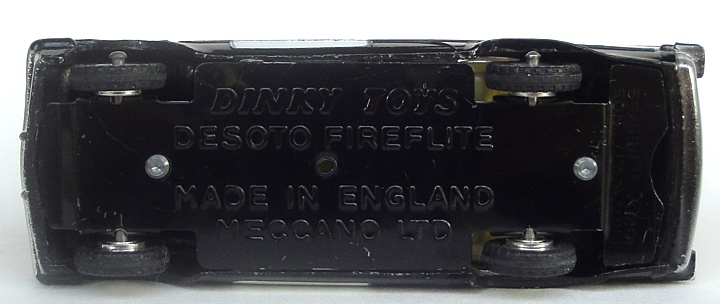 DINKY TOYS
DESOTO FIREFLITE
MADE IN ENGLAND
MECCANO LTD